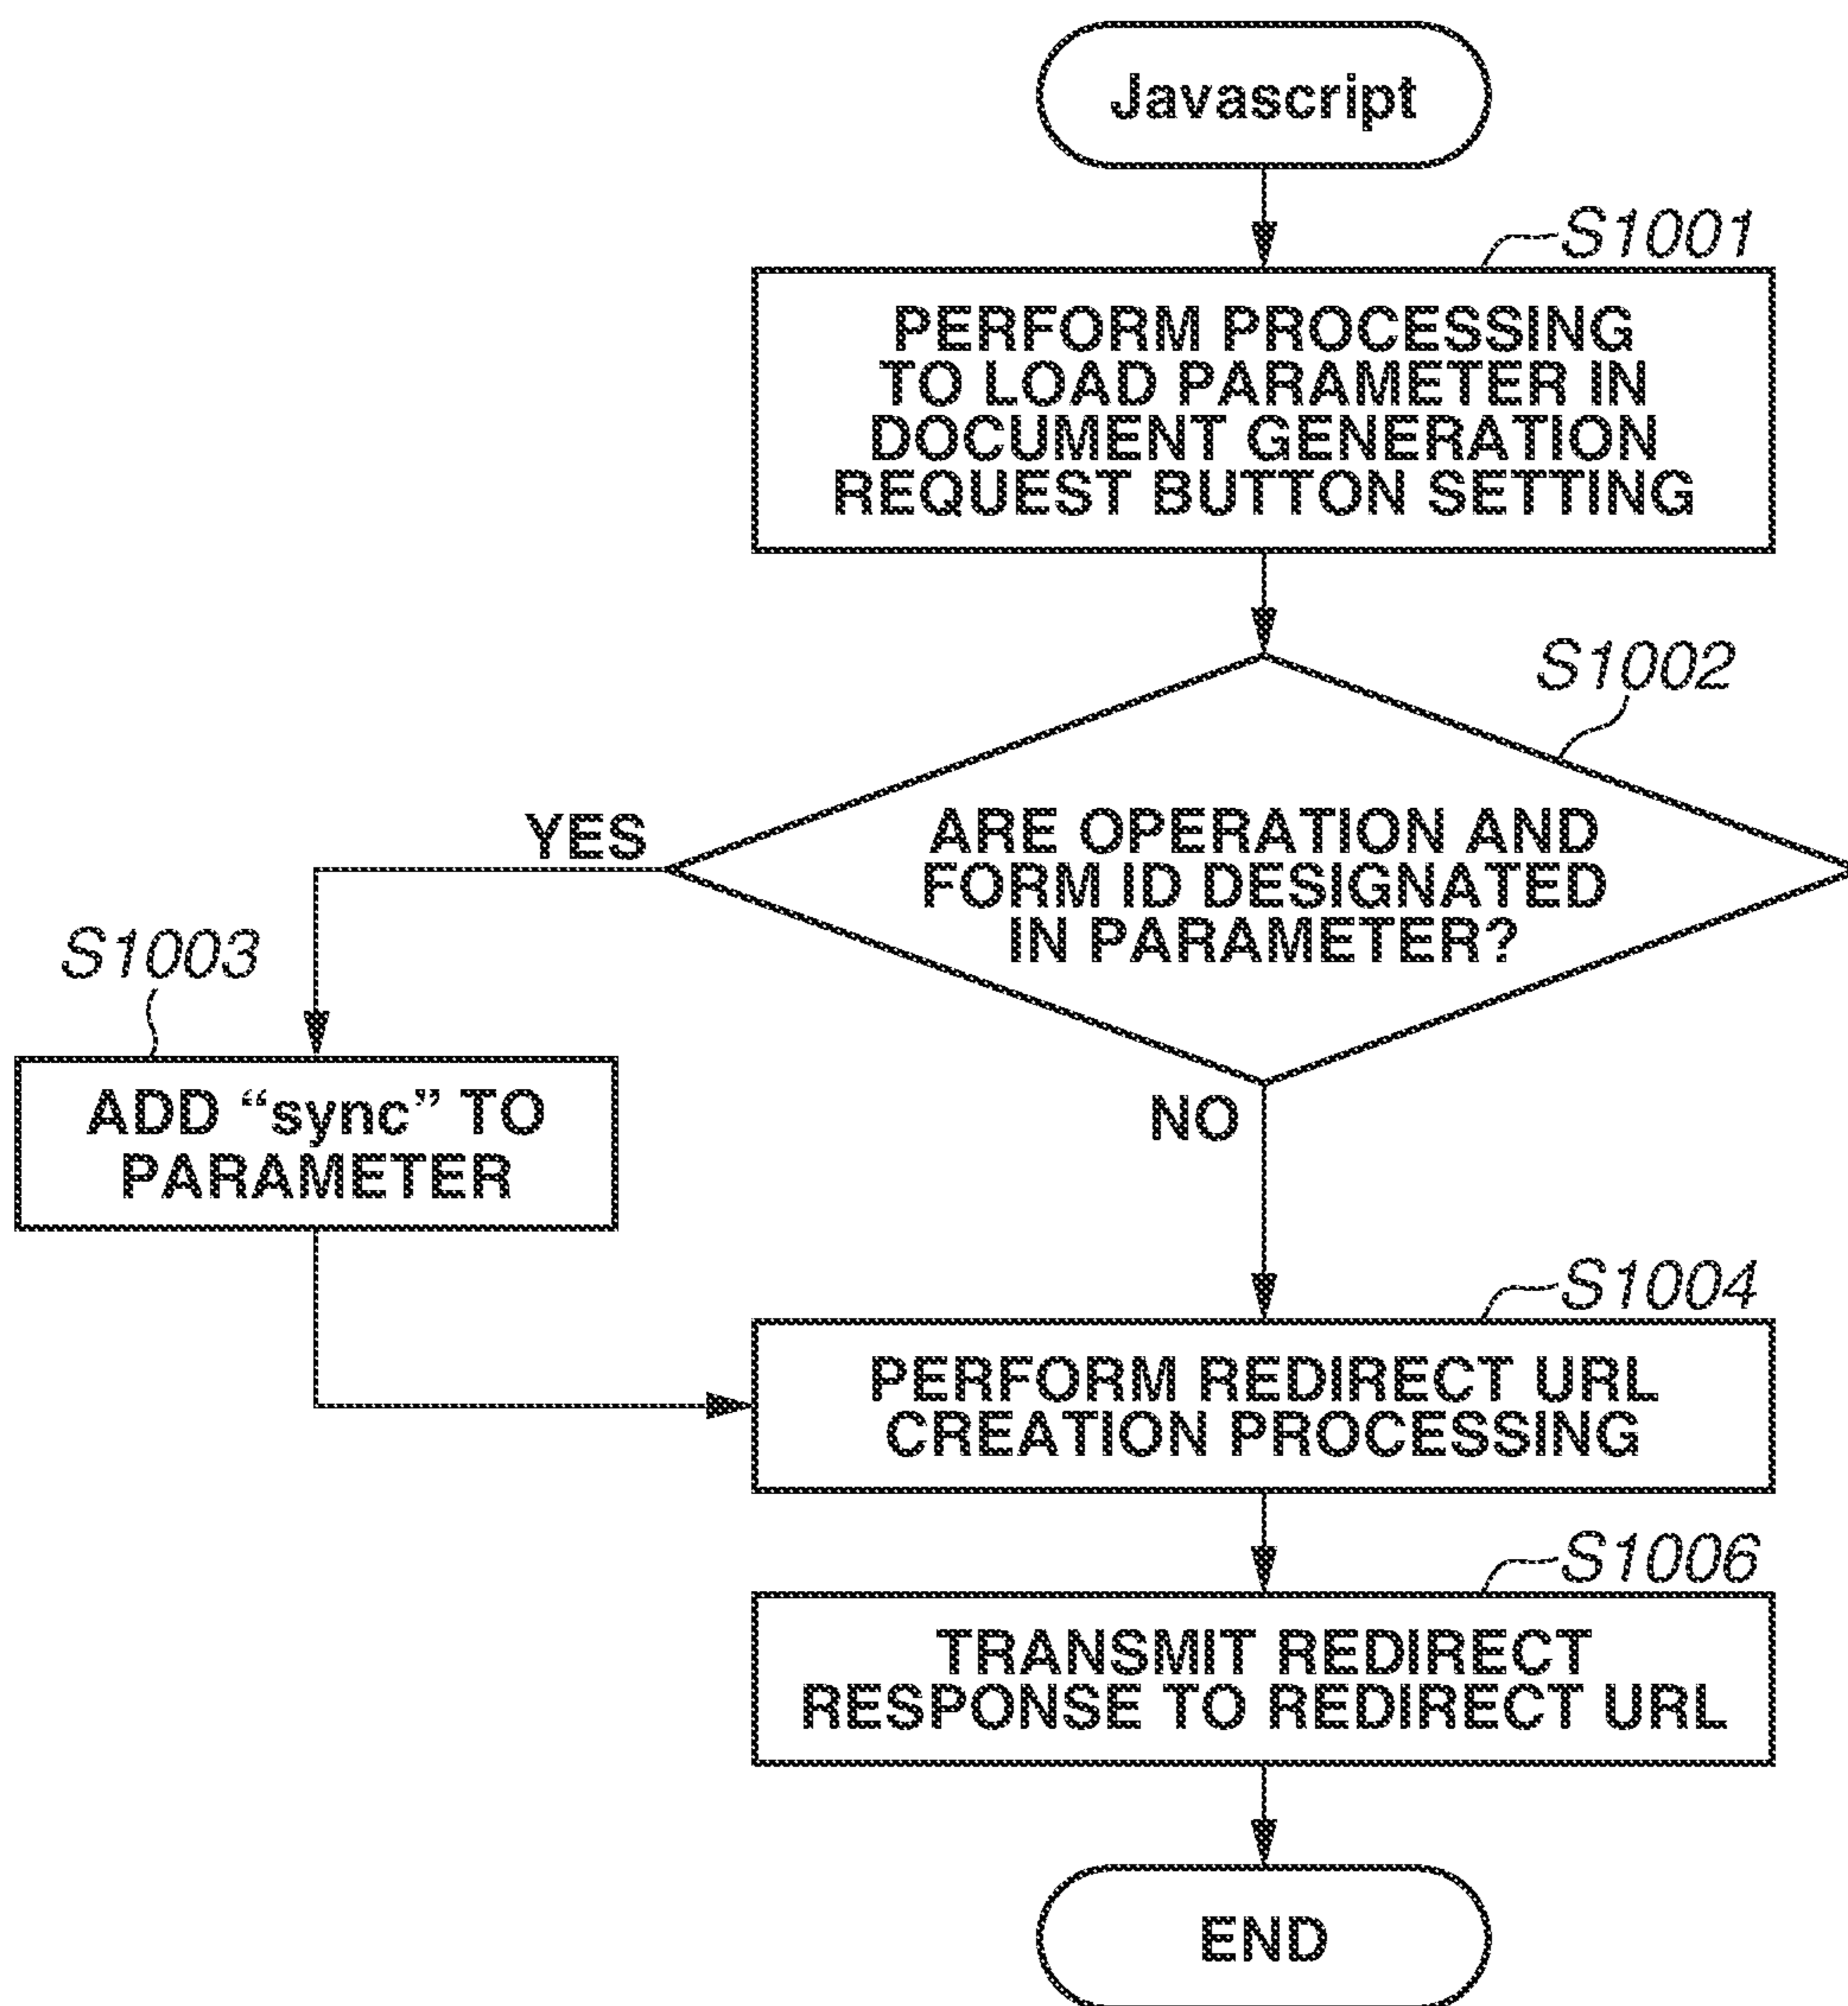 Javascript
S1001
PERFORM PROCESSING
TO LOAD PARAMETER IN
DOCUMENT GENERATION
REQUEST BUTTON SETTING
S1002
ARE OPERATION AND
FORM ID DESIGNATED
IN PARAMETER?
YES
NO
S1003
ADD “sync” TO
PARAMETER
S1004
PERFORM REDIRECT URL
CREATION PROCESSING
S1006
TRANSMIT REDIRECT
RESPONSE TO REDIRECT URL
END